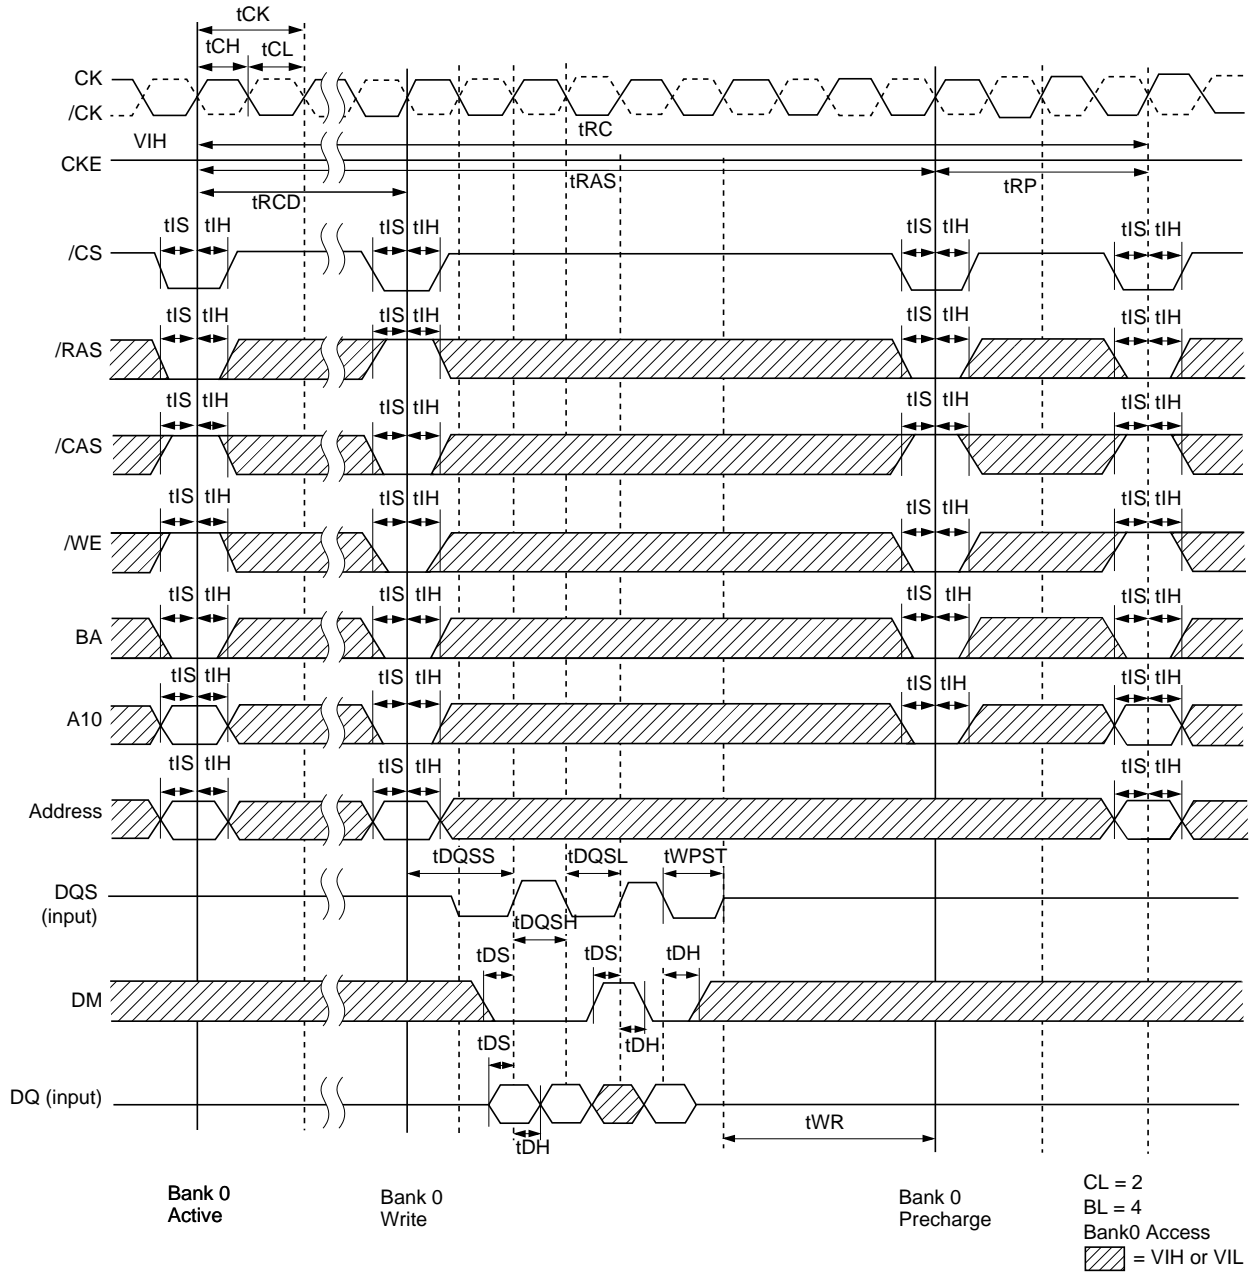 tCK
tCH tCL
CK
/CK
tRC
VIH
CKE
tRAS tRP
tRCD
tIS tIH tIS tIH tIS tIH tIS tIH
/CS
tIS tIH tIS tIH tIS tIH tIS tIH
/RAS
tIS tIH tIS tIH tIS tIH tIS tIH
/CAS
tIS tIH tIS tIH tIS tIH tIS tIH
/WE
tIS tIH tIS tIH tIS tIH tIS tIH
BA
tIS tIH tIS tIH tIS tIH tIS tIH
A10
tIS tIH tIS tIH tIS tIH
Address
tDQSS tDQSL tWPST
DQS
(input)
tDQSH
tDS tDS tDH
DM
tDS tDH
DQ (input)
tWR
tDH
Bank 0
Active
Bank 0
Write
Bank 0
Precharge
CL = 2
BL = 4
Bank0 Access
= VIH or VIL